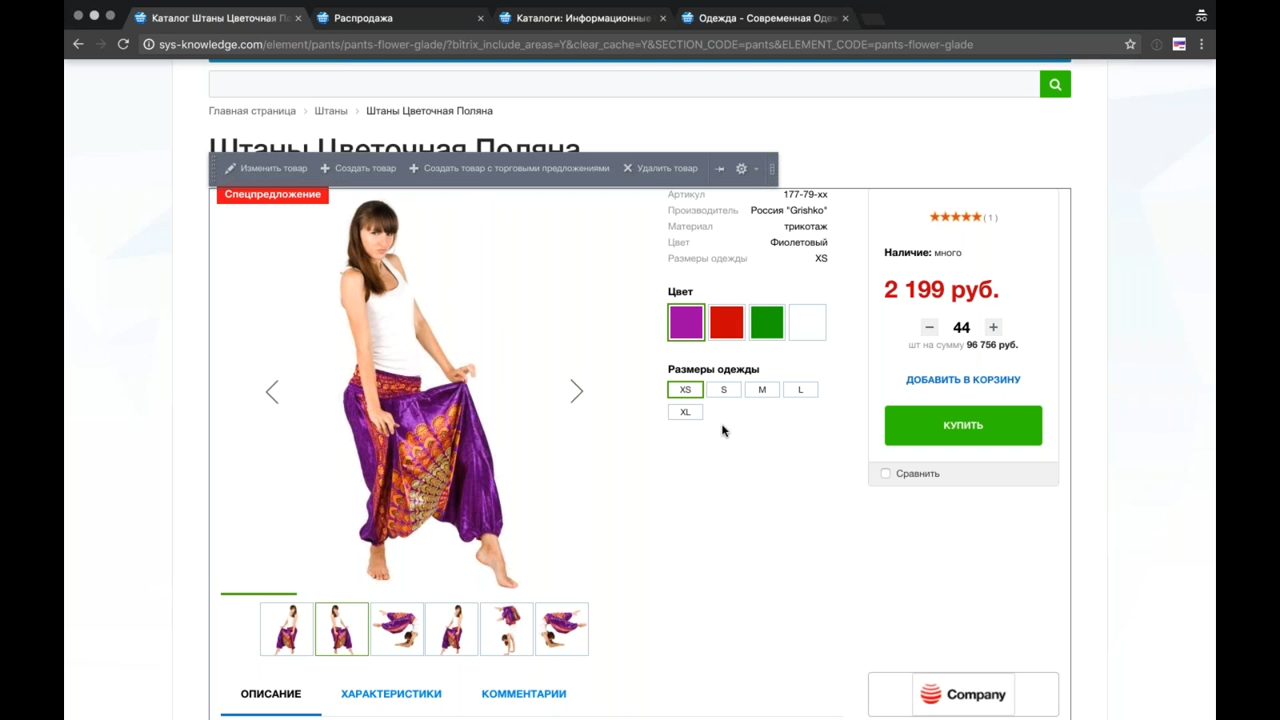 Каталог Штаны Цветочная П
Распродажа
Каталоги: Информационные
Одежда - Современная Оде
sys-knowledge.com/element/pants/pants-flower-glade/?bitrix_include_areas=Y&clear_cache=Y&SECTION_CODE=pants&ELEMENT_CODE=pants-flower-glade
Главная страница > Штаны > Штаны Цветочная Поляна
Штаны Цветочная Поляна
Изменить товар
Создать товар
Создать товар с торговыми предложениями
Удалить товар
Спецпредложение
Артикул 177-79-xx
Производитель Россия "Grishko"
Материал трикотаж
Цвет Фиолетовый
Размеры одежды XS
Цвет
Размеры одежды
XS S M L
XL
( 1 )
Наличие: много
2 199 руб.
− 44 +
шт на сумму 96 756 руб.
ДОБАВИТЬ В КОРЗИНУ
КУПИТЬ
Сравнить
ОПИСАНИЕ ХАРАКТЕРИСТИКИ КОММЕНТАРИИ
Company